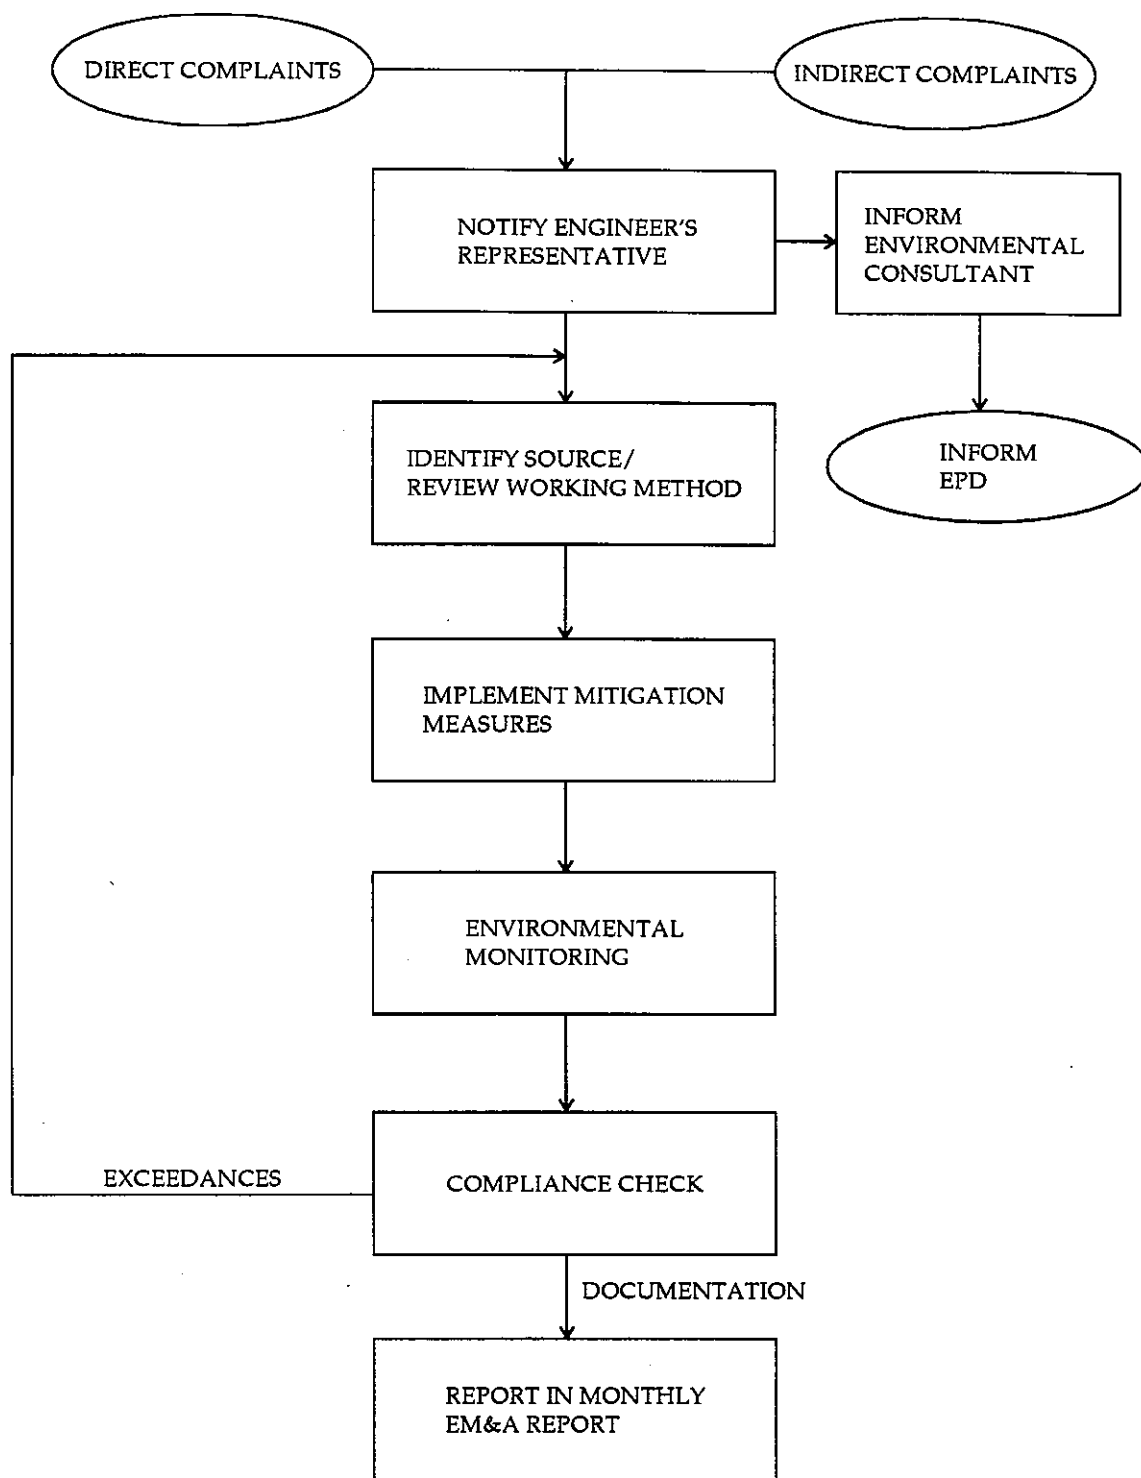 DIRECT COMPLAINTS
INDIRECT COMPLAINTS
NOTIFY ENGINEER'S
REPRESENTATIVE
INFORM
ENVIRONMENTAL
CONSULTANT
IDENTIFY SOURCE/
REVIEW WORKING METHOD
INFORM
EPD
IMPLEMENT MITIGATION
MEASURES
ENVIRONMENTAL
MONITORING
EXCEEDANCES
COMPLIANCE CHECK
DOCUMENTATION
REPORT IN MONTHLY
EM&A REPORT